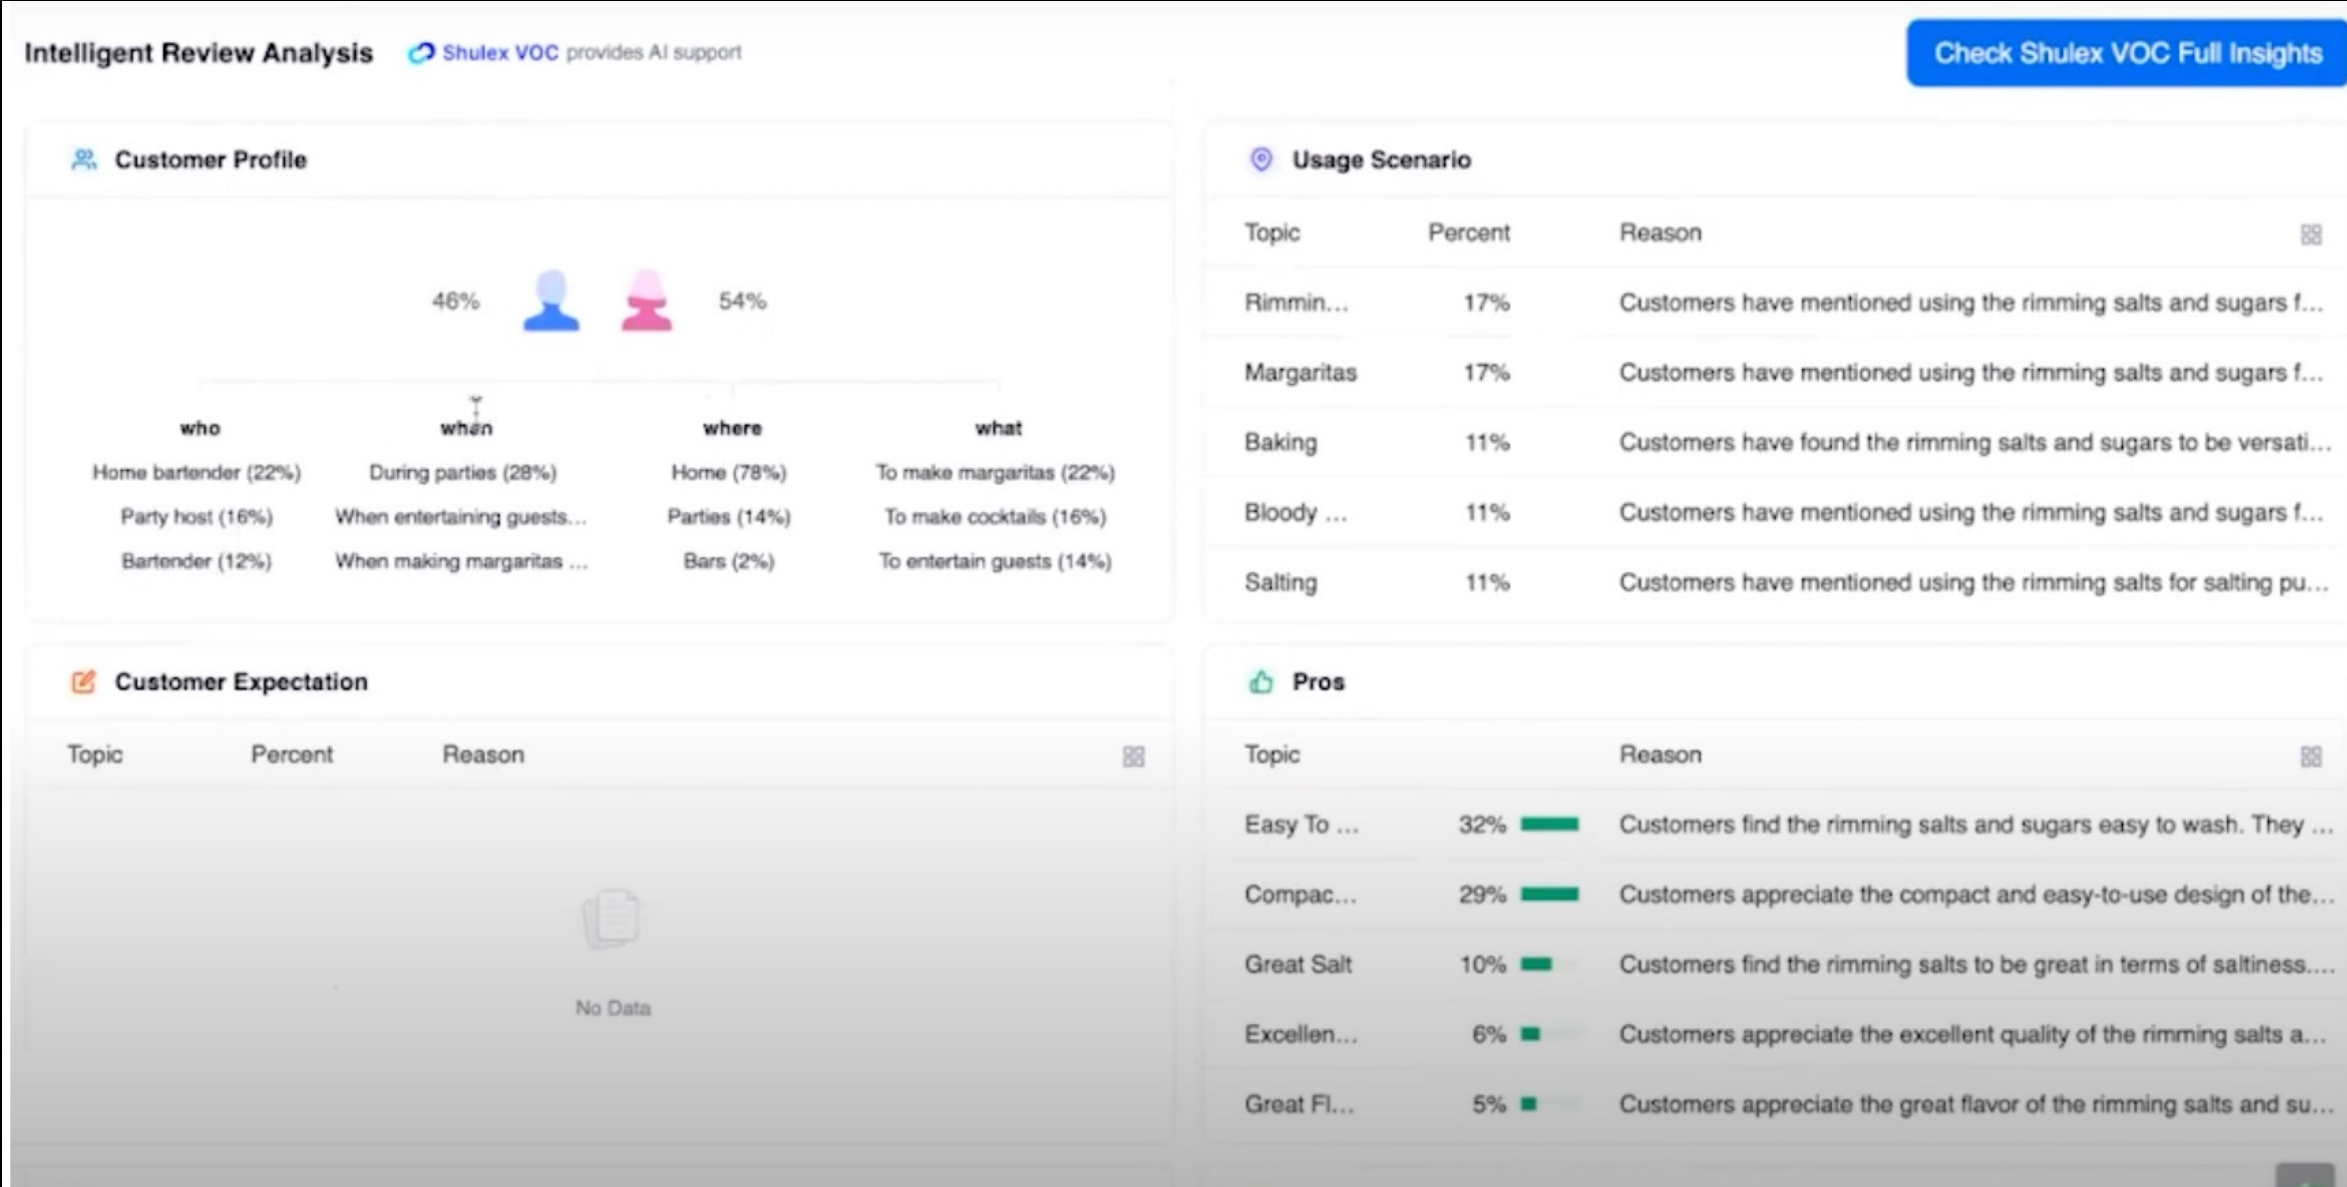 Intelligent Review Analysis
Shulex VOC provides AI support
Check Shulex VOC Full Insights
Customer Profile
46%
54%
who
when
where
what
Home bartender (22%)
During parties (28%)
Home (78%)
To make margaritas (22%)
Party host (16%)
When entertaining guests...
Parties (14%)
To make cocktails (16%)
Bartender (12%)
When making margaritas ...
Bars (2%)
To entertain guests (14%)
Usage Scenario
Topic Percent Reason
Rimmin... 17% Customers have mentioned using the rimming salts and sugars f...
Margaritas 17% Customers have mentioned using the rimming salts and sugars f...
Baking 11% Customers have found the rimming salts and sugars to be versati...
Bloody ... 11% Customers have mentioned using the rimming salts and sugars f...
Salting 11% Customers have mentioned using the rimming salts for salting pu...
Customer Expectation
Topic Percent Reason
No Data
Pros
Topic Reason
Easy To ... 32% Customers find the rimming salts and sugars easy to wash. They ...
Compac... 29% Customers appreciate the compact and easy-to-use design of the...
Great Salt 10% Customers find the rimming salts to be great in terms of saltiness....
Excellen... 6% Customers appreciate the excellent quality of the rimming salts a...
Great Fl... 5% Customers appreciate the great flavor of the rimming salts and su...